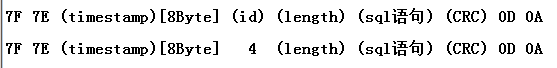 7F 7E (timestamp)[8Byte] (id) (length) (sql语句) (CRC) 0D 0A
7F 7E (timestamp)[8Byte] 4 (length) (sql语句) (CRC) 0D 0A